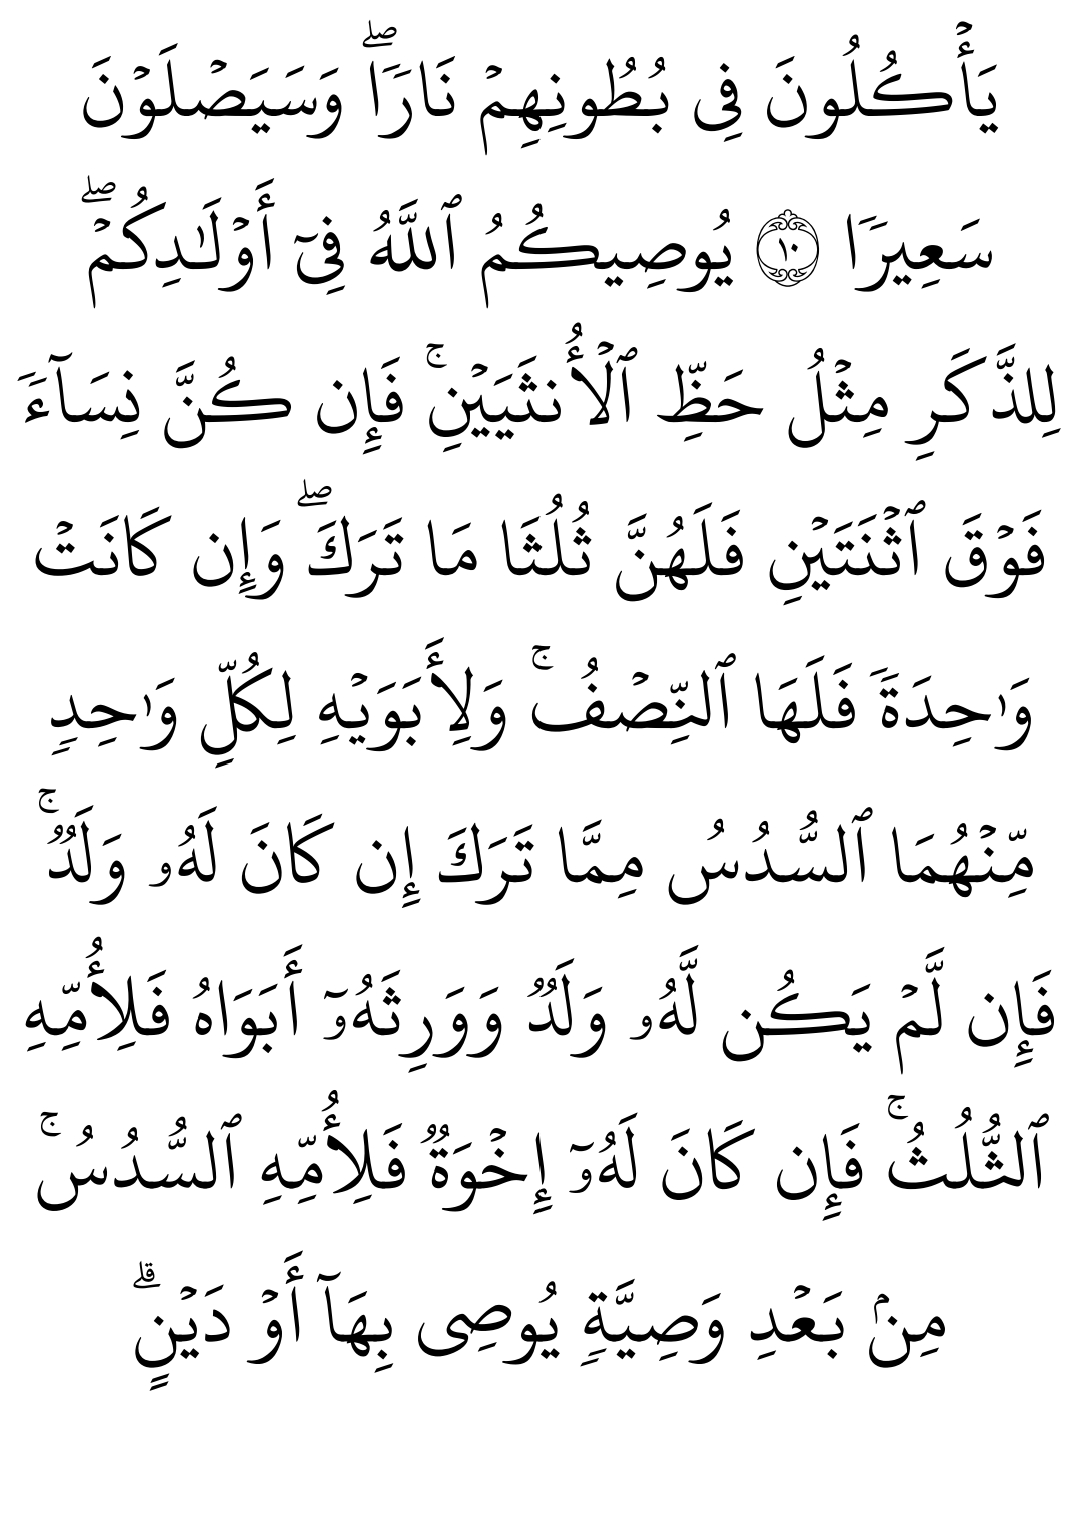 يَأۡكُلُونَ فِى بُطُونِهِمۡ نَارࣰَاۖ وَسَيَصۡلَوۡنَ
سَعِيرࣰَا ۝١٠ يُوصِيكُمُ ٱللَّهُ فِىٓ أَوۡلَـٰدِكُمۡۖ
لِلذَّكَرِ مِثۡلُ حَظِّ ٱلۡأُنثَيَيۡنِۚ فَإِن كُنَّ نِسَاۤءࣰ
فَوۡقَ ٱثۡنَتَيۡنِ فَلَهُنَّ ثُلُثَا مَا تَرَكَۖ وَإِن كَانَتۡ
وَٰحِدَةࣰ فَلَهَا ٱلنِّصۡفُۚ وَلِأَبَوَيۡهِ لِكُلِّ وَٰحِدࣲ
مِّنۡهُمَا ٱلسُّدُسُ مِمَّا تَرَكَ إِن كَانَ لَهُۥ وَلَدࣱۚ
فَإِن لَّمۡ يَكُن لَّهُۥ وَلَدࣱ وَوَرِثَهُۥۤ أَبَوَاهُ فَلِأُمِّهِ
ٱلثُّلُثُۚ فَإِن كَانَ لَهُۥۤ إِخۡوَةࣱ فَلِأُمِّهِ ٱلسُّدُسُۚ
مِنۢ بَعۡدِ وَصِيَّةࣲ يُوصِى بِهَاۤ أَوۡ دَيۡنٍۗ